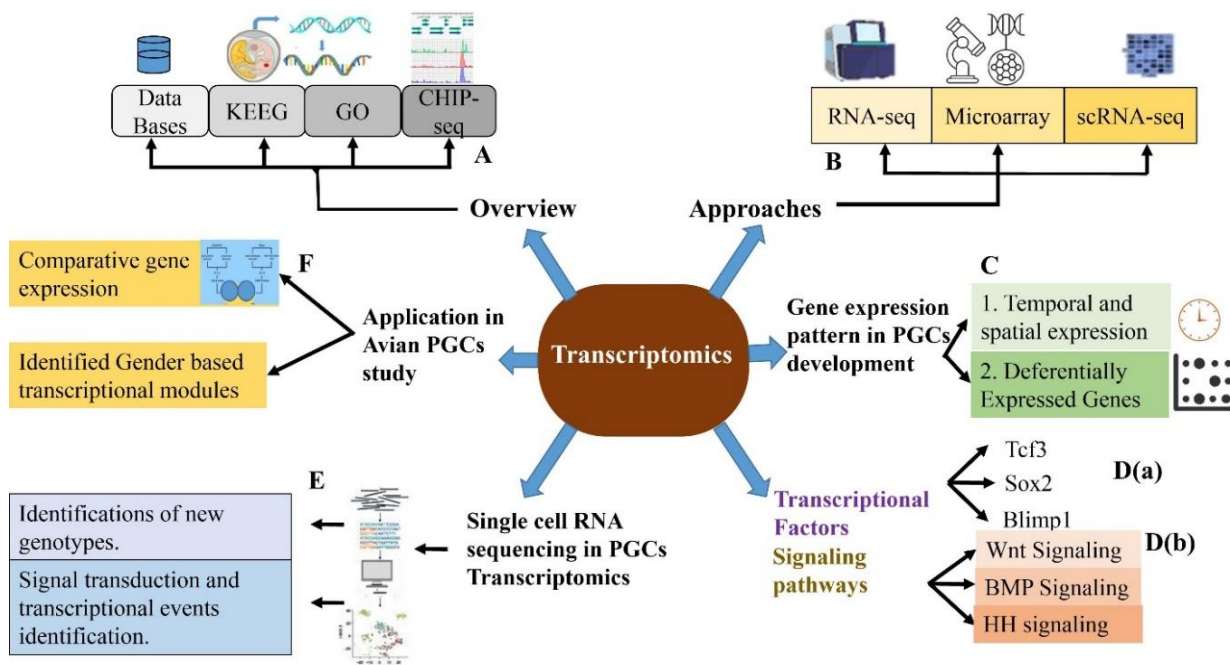 Data
Bases
KEEG
GO
CHIP-
seq
A
RNA-seq
Microarray
scRNA-seq
B
Overview
Approaches
Comparative gene
expression
F
Identified Gender based
transcriptional modules
Application in
Avian PGCs
study
Transcriptomics
Gene expression
pattern in PGCs
development
C
1. Temporal and
spatial expression
2. Deferentially
Expressed Genes
E
Identifications of new
genotypes.
Signal transduction and
transcriptional events
identification.
Single cell RNA
sequencing in PGCs
Transcriptomics
Transcriptional
Factors
Signaling
pathways
Tcf3
Sox2
Blimp1
D(a)
Wnt Signaling
BMP Signaling
HH signaling
D(b)